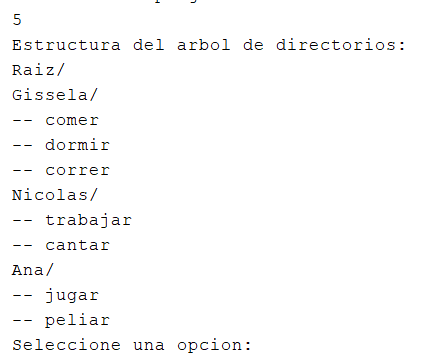 5
Estructura del arbol de directorios:
Raiz/
Gissela/
-- comer
-- dormir
-- correr
Nicolas/
-- trabajar
-- cantar
Ana/
-- jugar
-- peliar
Seleccione una opcion: